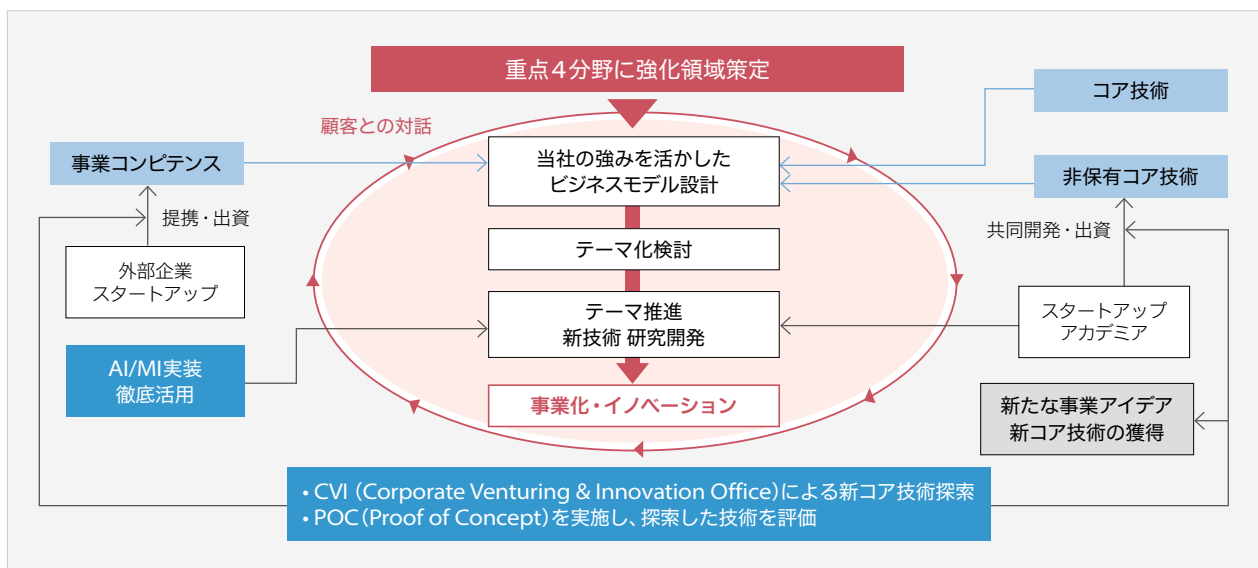 重点4分野に強化領域策定
コア技術
顧客との対話
事業コンピテンス
当社の強みを活かした
ビジネスモデル設計
非保有コア技術
提携・出資
共同開発・出資
テーマ化検討
外部企業
スタートアップ
テーマ推進
新技術 研究開発
スタートアップ
アカデミア
AI/MI実装
徹底活用
事業化・イノベーション
新たな事業アイデア
新コア技術の獲得
• CVI（Corporate Venturing & Innovation Office）による新コア技術探索
• POC（Proof of Concept）を実施し、探索した技術を評価